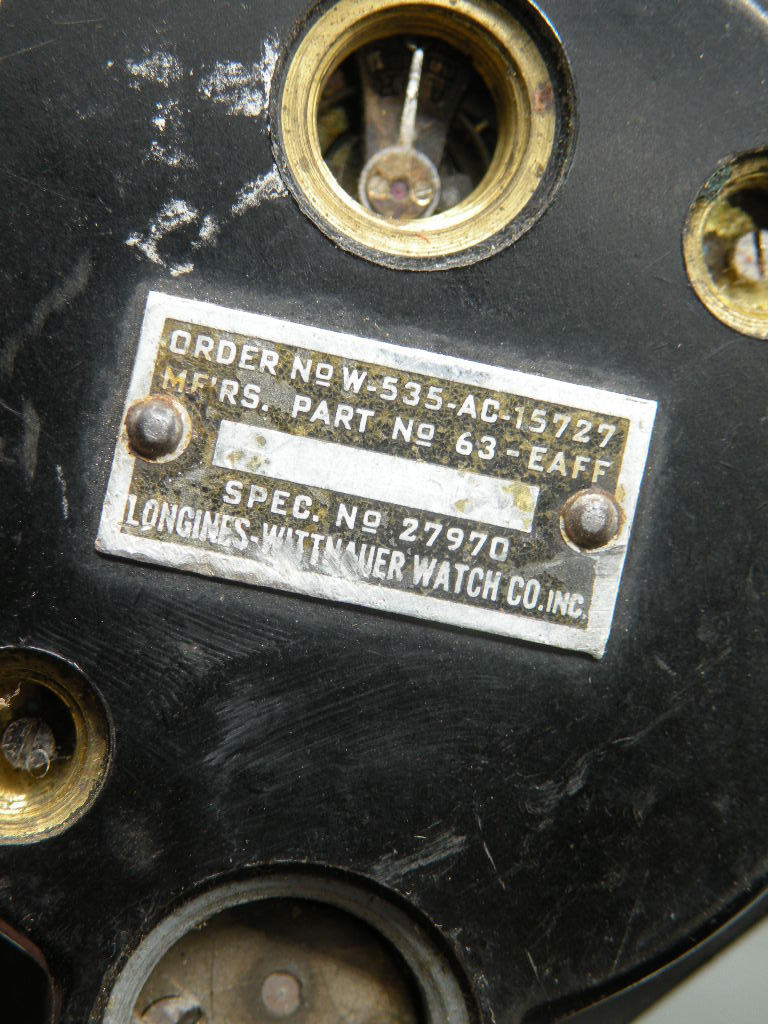 ORDER No W-535-AC-15727
MF'RS. PART No 63-EAFF
SPEC. No 27970
LONGINES-WITTNAUER WATCH CO. INC.